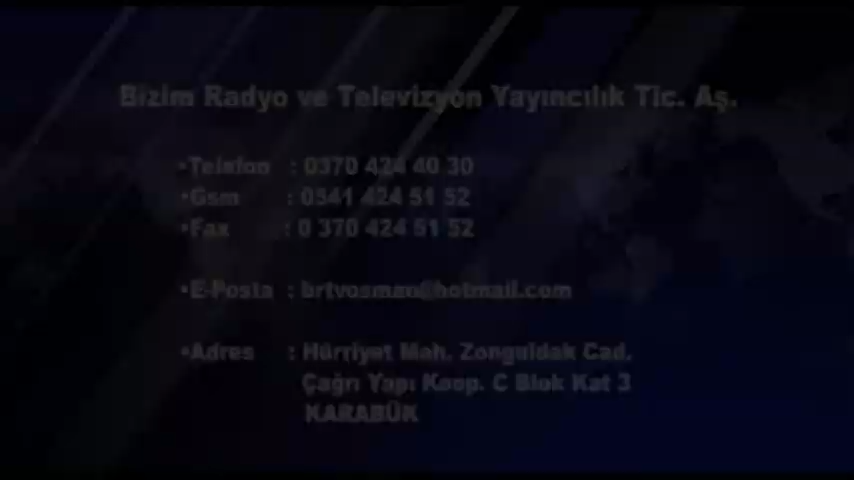 Bizim Radyo ve Televizyon Yayıncılık Tic. Aş.
•Telefon : 0370 424 40 30
•Gsm : 0541 424 51 52
•Fax : 0 370 424 51 52
•E-Posta : brtvosman@hotmail.com
•Adres : Hürriyet Mah. Zonguldak Cad.
Çağrı Yapı Koop. C Blok Kat 3
KARABÜK